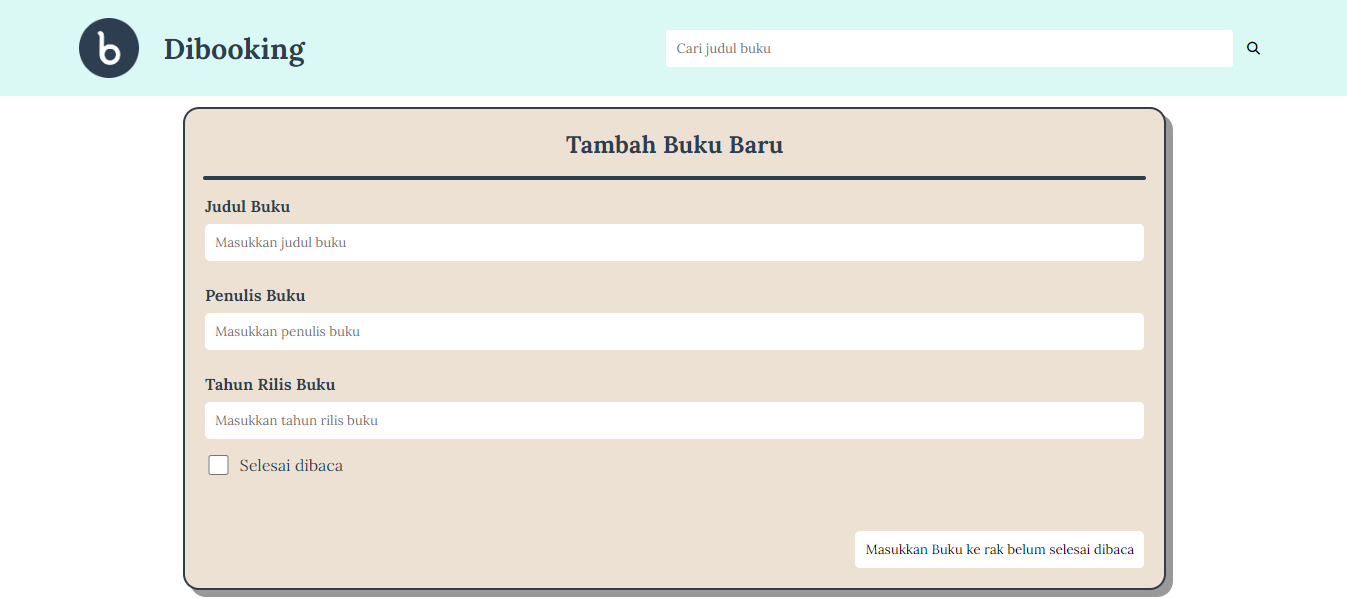 b
Dibooking
Cari judul buku
Tambah Buku Baru
Judul Buku
Masukkan judul buku
Penulis Buku
Masukkan penulis buku
Tahun Rilis Buku
Masukkan tahun rilis buku
Selesai dibaca
Masukkan Buku ke rak belum selesai dibaca